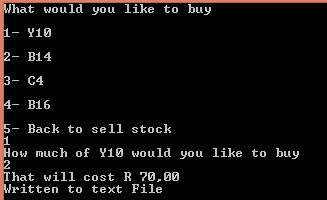 What would you like to buy
1- Y10
2- B14
3- C4
4- B16
5- Back to sell stock
1
How much of Y10 would you like to buy
2
That will cost R 70,00
Written to text File